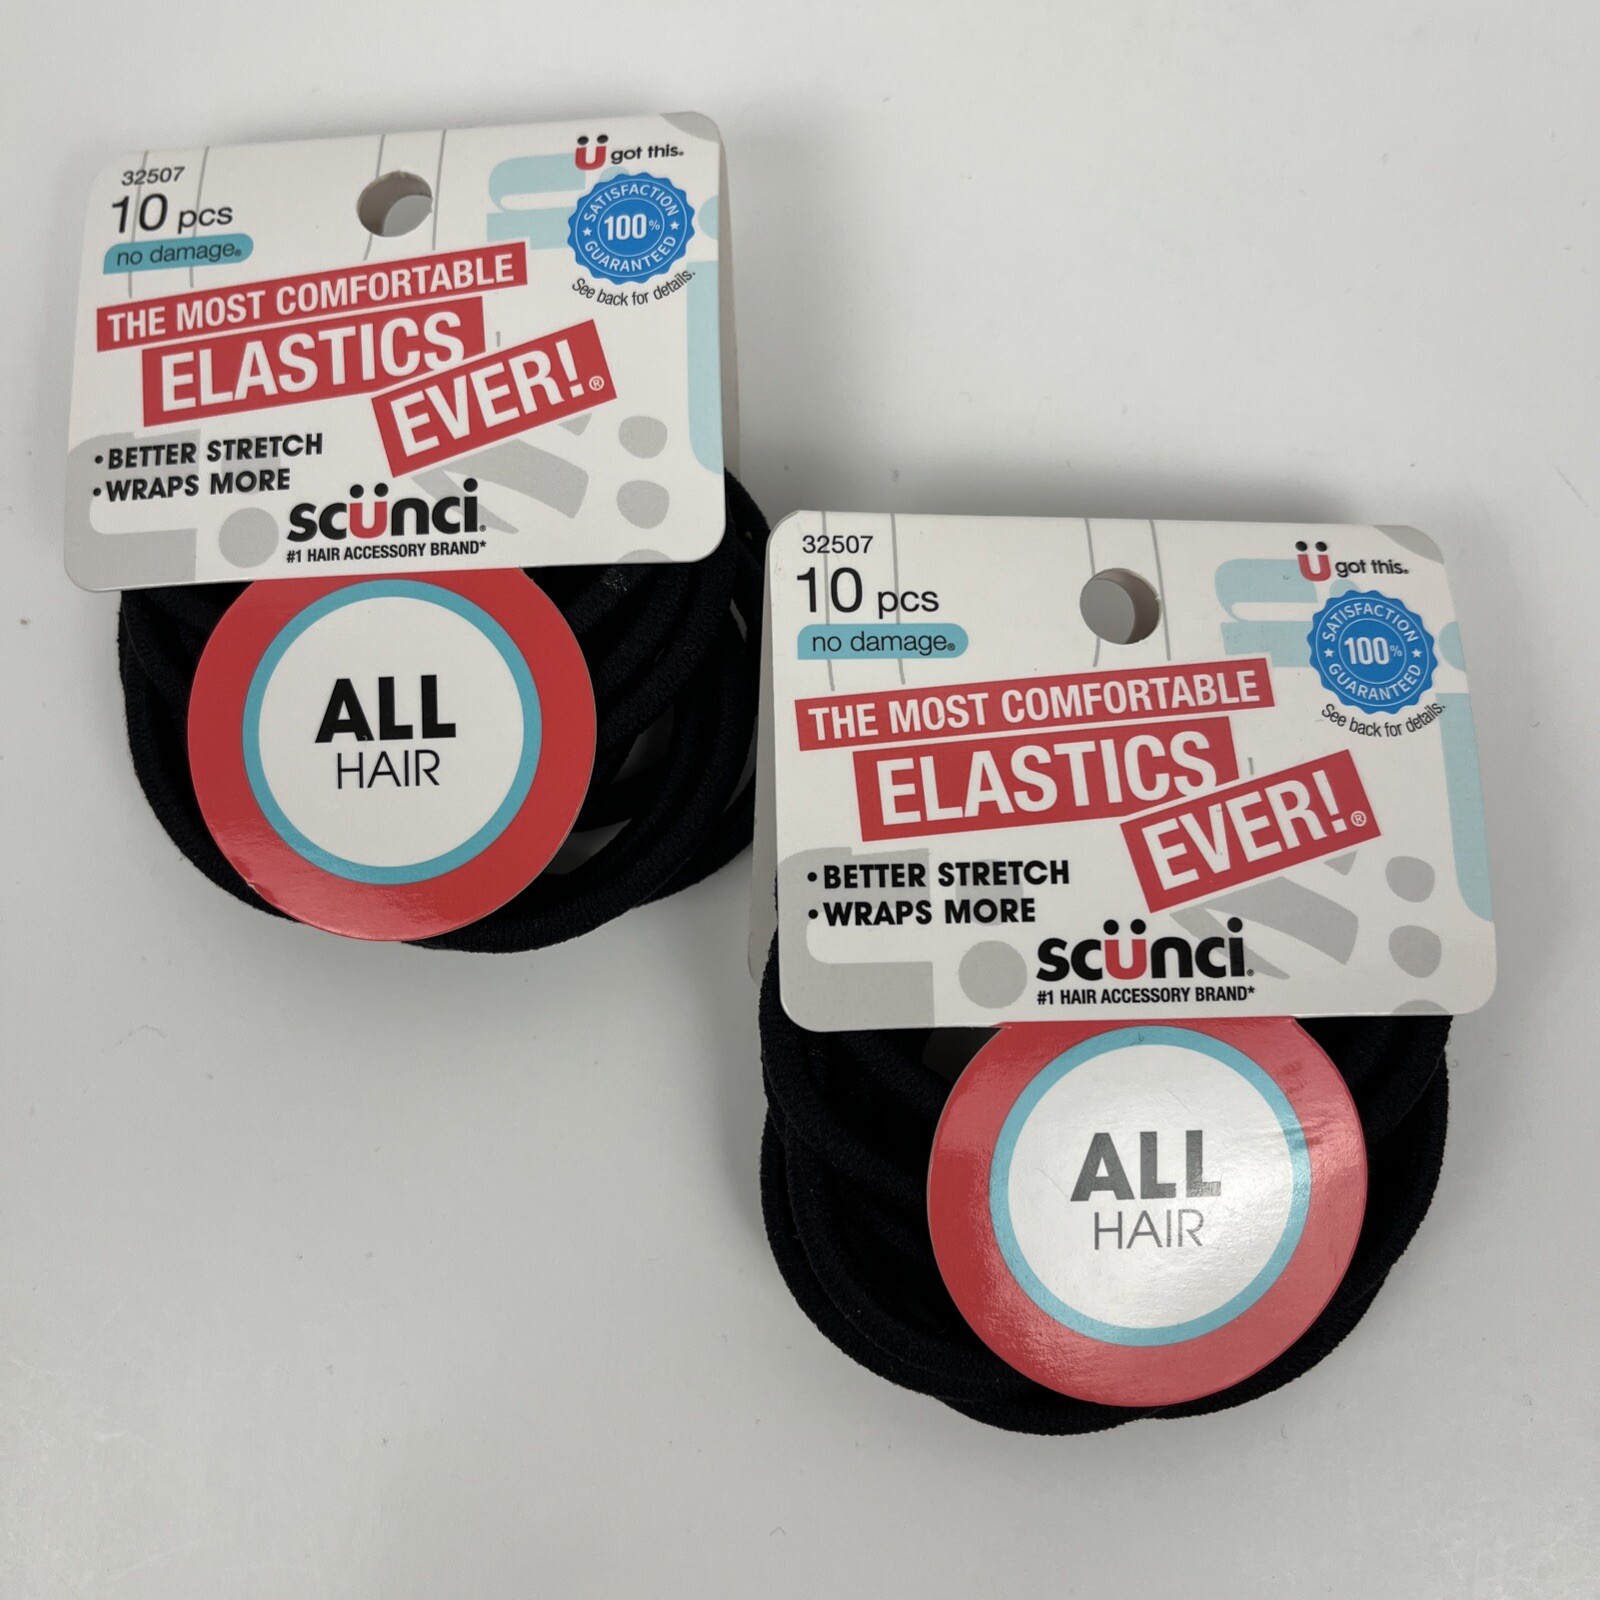 32507
10 pcs
no damage®
Ü got this®
SATISFACTION
★ 100% ★
GUARANTEED
See back for details.
THE MOST COMFORTABLE
ELASTICS
EVER!®
•BETTER STRETCH
•WRAPS MORE
scünci®
#1 HAIR ACCESSORY BRAND*
ALL
HAIR
32507
10 pcs
no damage®
Ü got this®
SATISFACTION
★ 100% ★
GUARANTEED
See back for details.
THE MOST COMFORTABLE
ELASTICS
EVER!®
•BETTER STRETCH
•WRAPS MORE
scünci®
#1 HAIR ACCESSORY BRAND*
ALL
HAIR